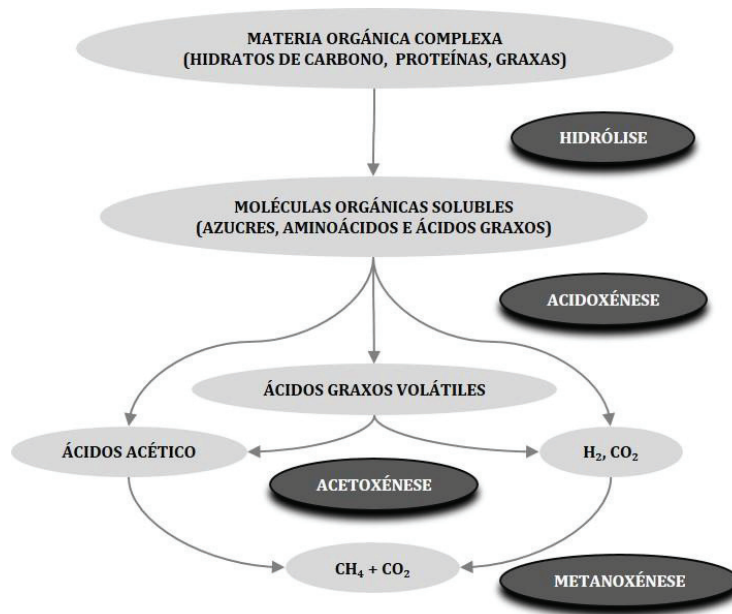 MATERIA ORGÁNICA COMPLEXA
(HIDRATOS DE CARBONO, PROTEÍNAS, GRAXAS)
HIDRÓLISE
MOLÉCULAS ORGÁNICAS SOLUBLES
(AZUCRES, AMINOÁCIDOS E ÁCIDOS GRAXOS)
ACIDOXÉNESE
ÁCIDOS GRAXOS VOLÁTILES
ÁCIDOS ACÉTICO
H₂, CO₂
ACETOXÉNESE
CH₄ + CO₂
METANOXÉNESE